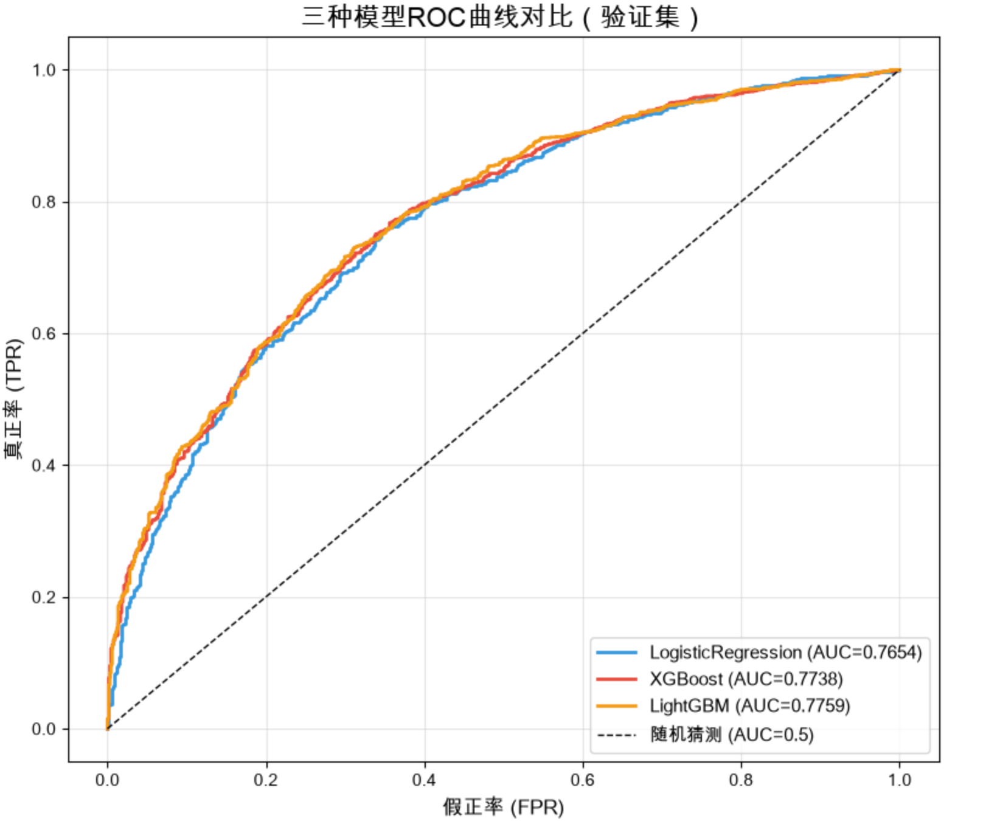 三种模型ROC曲线对比（验证集）
1.0
0.8
0.6
0.4
0.2
0.0
真正率 (TPR)
LogisticRegression (AUC=0.7654)
XGBoost (AUC=0.7738)
LightGBM (AUC=0.7759)
随机猜测 (AUC=0.5)
0.0 0.2 0.4 0.6 0.8 1.0
假正率 (FPR)